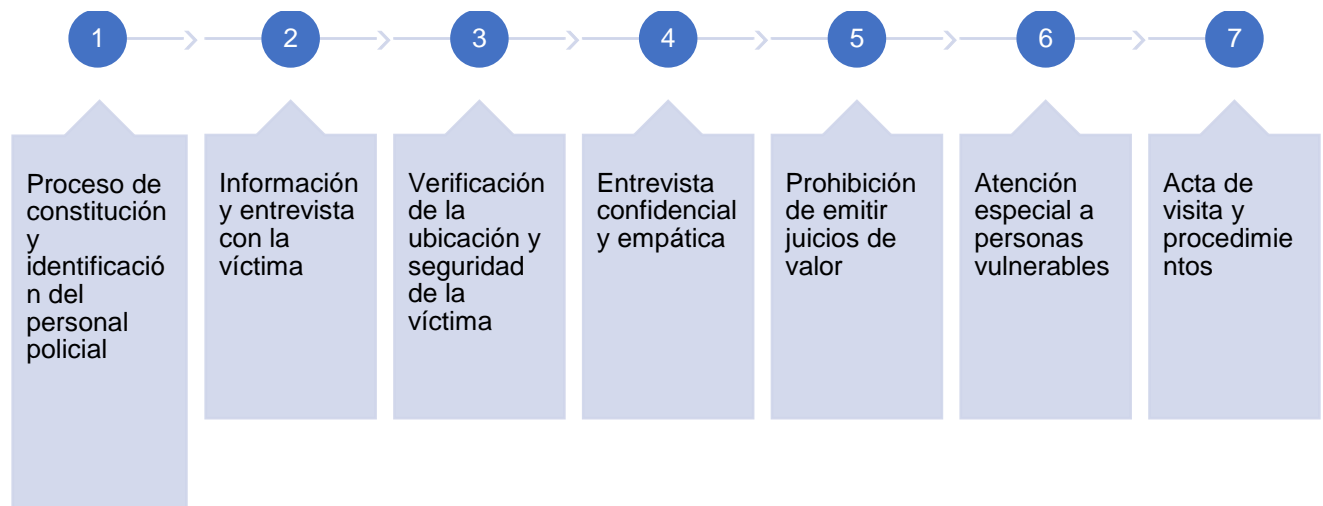 1
2
3
4
5
6
7
Proceso de
constitución
y
identificació
n del
personal
policial
Información
y entrevista
con la
víctima
Verificación
de la
ubicación y
seguridad
de la
víctima
Entrevista
confidencial
y empática
Prohibición
de emitir
juicios de
valor
Atención
especial a
personas
vulnerables
Acta de
visita y
procedimie
ntos